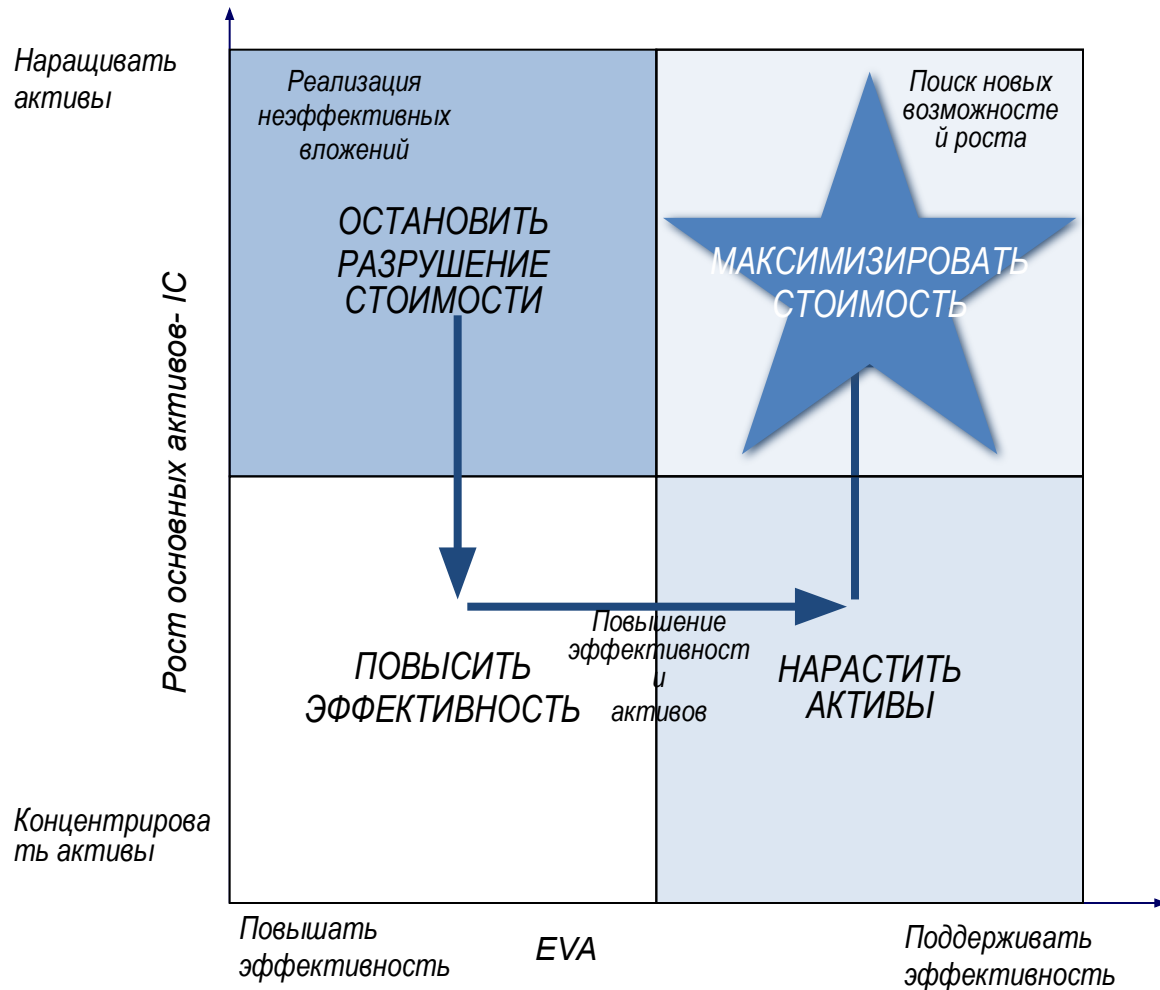 Наращивать
активы
Реализация
неэффективных
вложений
Поиск новых
возможносте
й роста
ОСТАНОВИТЬ
РАЗРУШЕНИЕ
СТОИМОСТИ
МАКСИМИЗИРОВАТЬ
СТОИМОСТЬ
Рост основных активов- IC
Повышение
эффективност
и
активов
ПОВЫСИТЬ
ЭФФЕКТИВНОСТЬ
НАРАСТИТЬ
АКТИВЫ
Концентрирова
ть активы
Повышать
эффективность
EVA
Поддерживать
эффективность